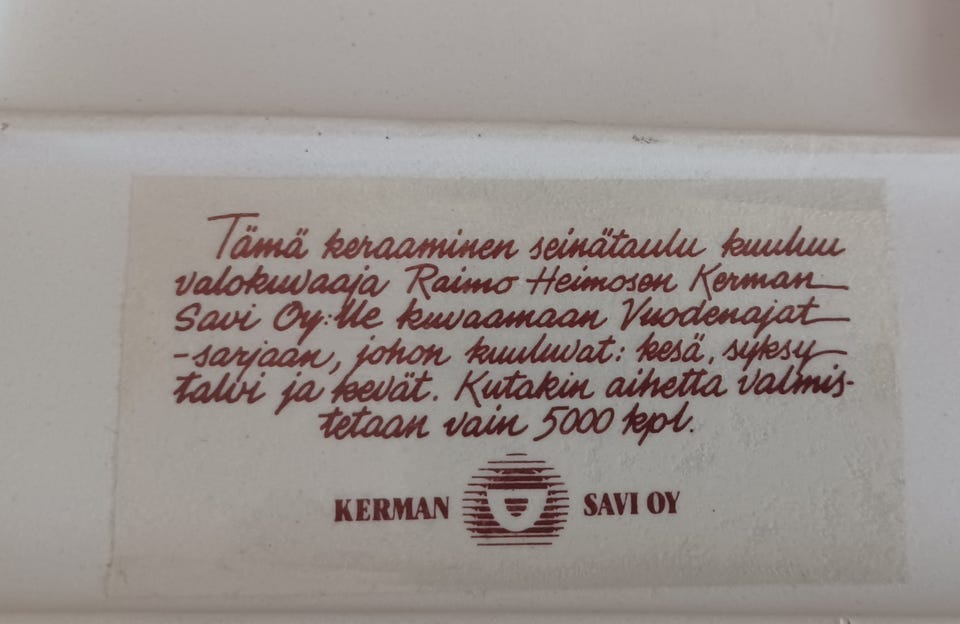 Tämä keraaminen seinätaulu kuuluu
valokuvaaja Raimo Heimosen Kerman
Savi Oy:lle kuvaamaan Vuodenajat
-sarjaan, johon kuuluvat: kesä, syksy
talvi ja kevät. Kutakin aihetta valmis-
tetaan vain 5000 kpl.
KERMAN SAVI OY